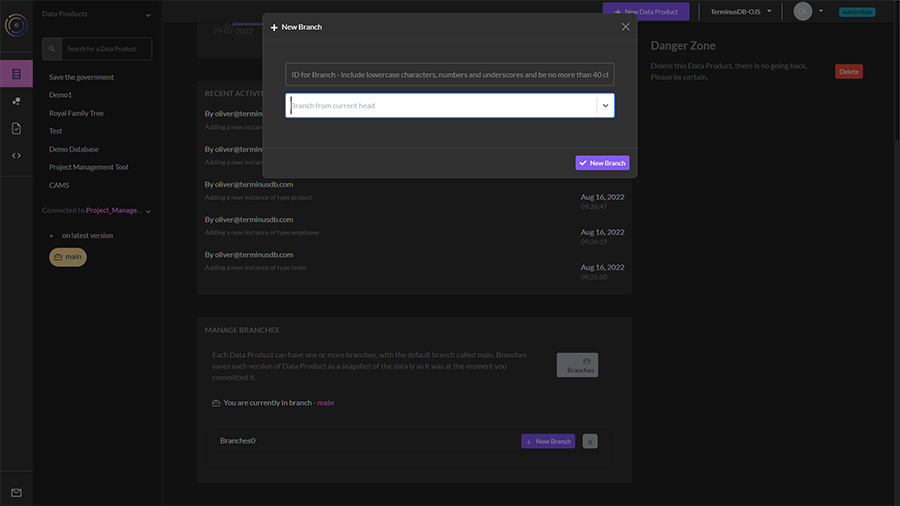 Data Products
Search for a Data Product
Save the government
Demo1
Royal Family Tree
Test
Demo Database
Project Management Tool
CAMS
Connected to Project_Manage...
on latest version
main
29-07-2022
New Branch
ID for Branch - include lowercase characters, numbers and underscores and be no more than 40 cl
Branch from current head
New Branch
New Data Product
TerminusDB-OJS
OL
Danger Zone
Delete this Data Product, there is no going back.
Please be certain.
Delete
RECENT ACTIVIT
By oliver@t
Adding a new insta
By oliver@t
Adding a new insta
By oliver@terminusdb.com
Adding a new instance of type project
Aug 16, 2022
09:26:47
By oliver@terminusdb.com
Adding a new instance of type employee
Aug 16, 2022
09:26:19
By oliver@terminusdb.com
Adding a new instance of type team
Aug 16, 2022
09:25:50
MANAGE BRANCHES
Each Data Product can have one or more branches, with the default branch called main. Branches
saves each version of Data Product as a snapshot of the data ly as it was at the moment you
committed it.
Branches
You are currently in branch - main
Branches0
New Branch
x